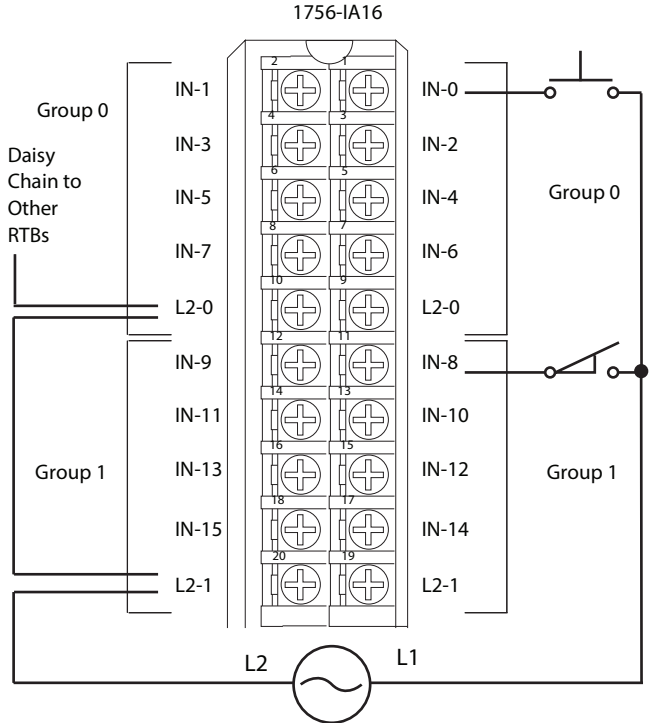 1756-IA16
2 1
IN-1 IN-0
Group 0
4 3
Daisy
Chain to
Other
RTBs
IN-3 IN-2
6 5
IN-5 IN-4
Group 0
8 7
IN-7 IN-6
10 9
L2-0 L2-0
12 11
IN-9 IN-8
14 13
IN-11 IN-10
16 15
Group 1
IN-13 IN-12
Group 1
18 17
IN-15 IN-14
20 19
L2-1 L2-1
L2 L1